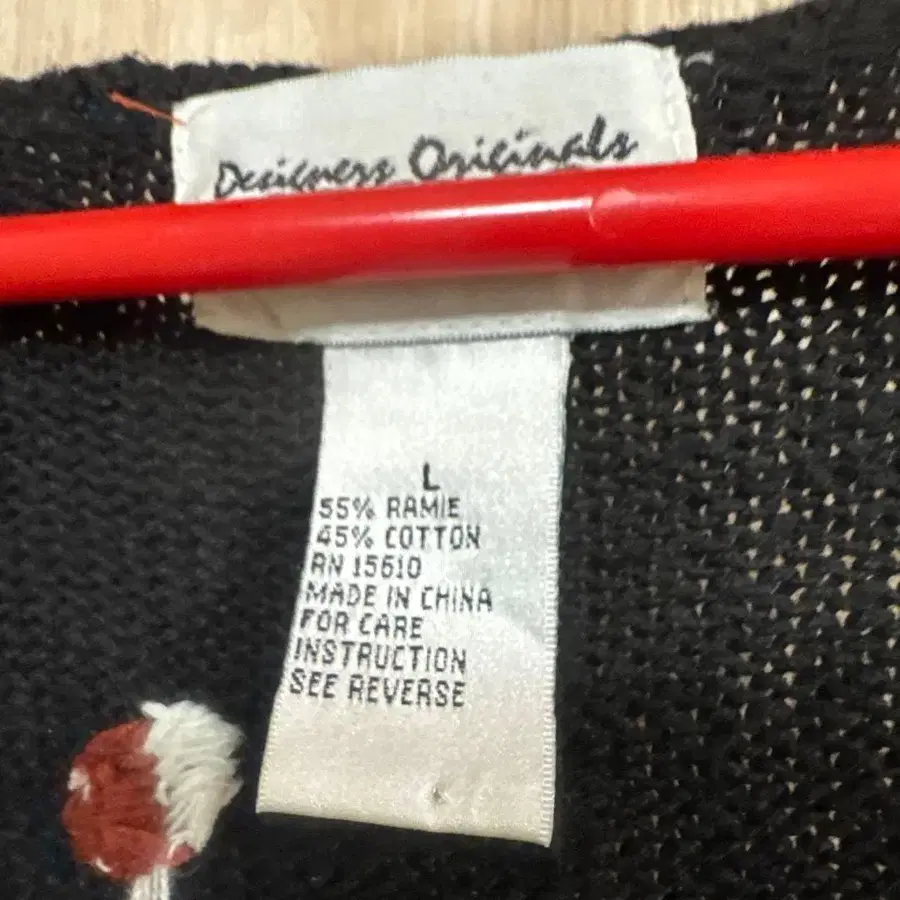 Designers Originals
L
55% RAMIE
45% COTTON
RN 15610
MADE IN CHINA
FOR CARE
INSTRUCTION
SEE REVERSE